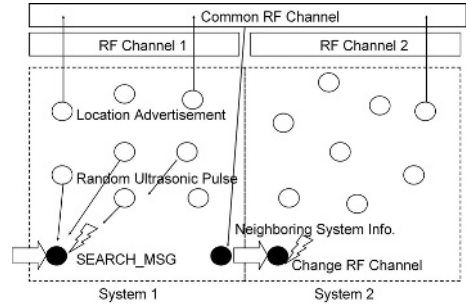 Common RF Channel
RF Channel 1
RF Channel 2
Location Advertisement
Random Ultrasonic Pulse
Neighboring System Info.
SEARCH_MSG
Change RF Channel
System 1
System 2